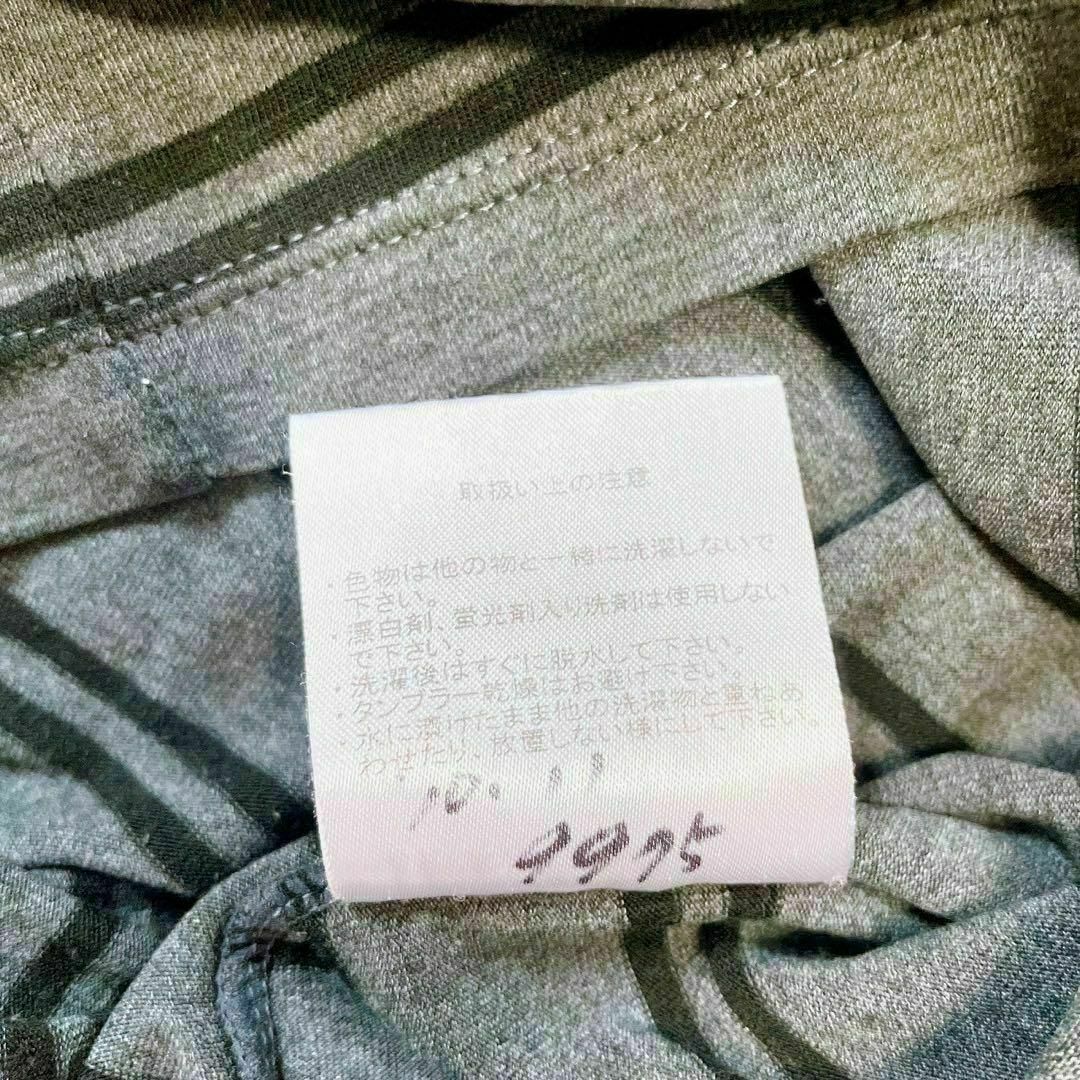 取扱い上の注意
・色物は他の物と一緒に洗濯しないで
下さい。
・漂白剤、蛍光剤入り洗剤は使用しない
で下さい。
・洗濯後はすぐに脱水して下さい
・タンブラー乾燥はお避け下さい。
・水に漬けたまま他の洗濯物と重ねあ
わせたり、放置しない様にして下さい、
'10. 11
9975